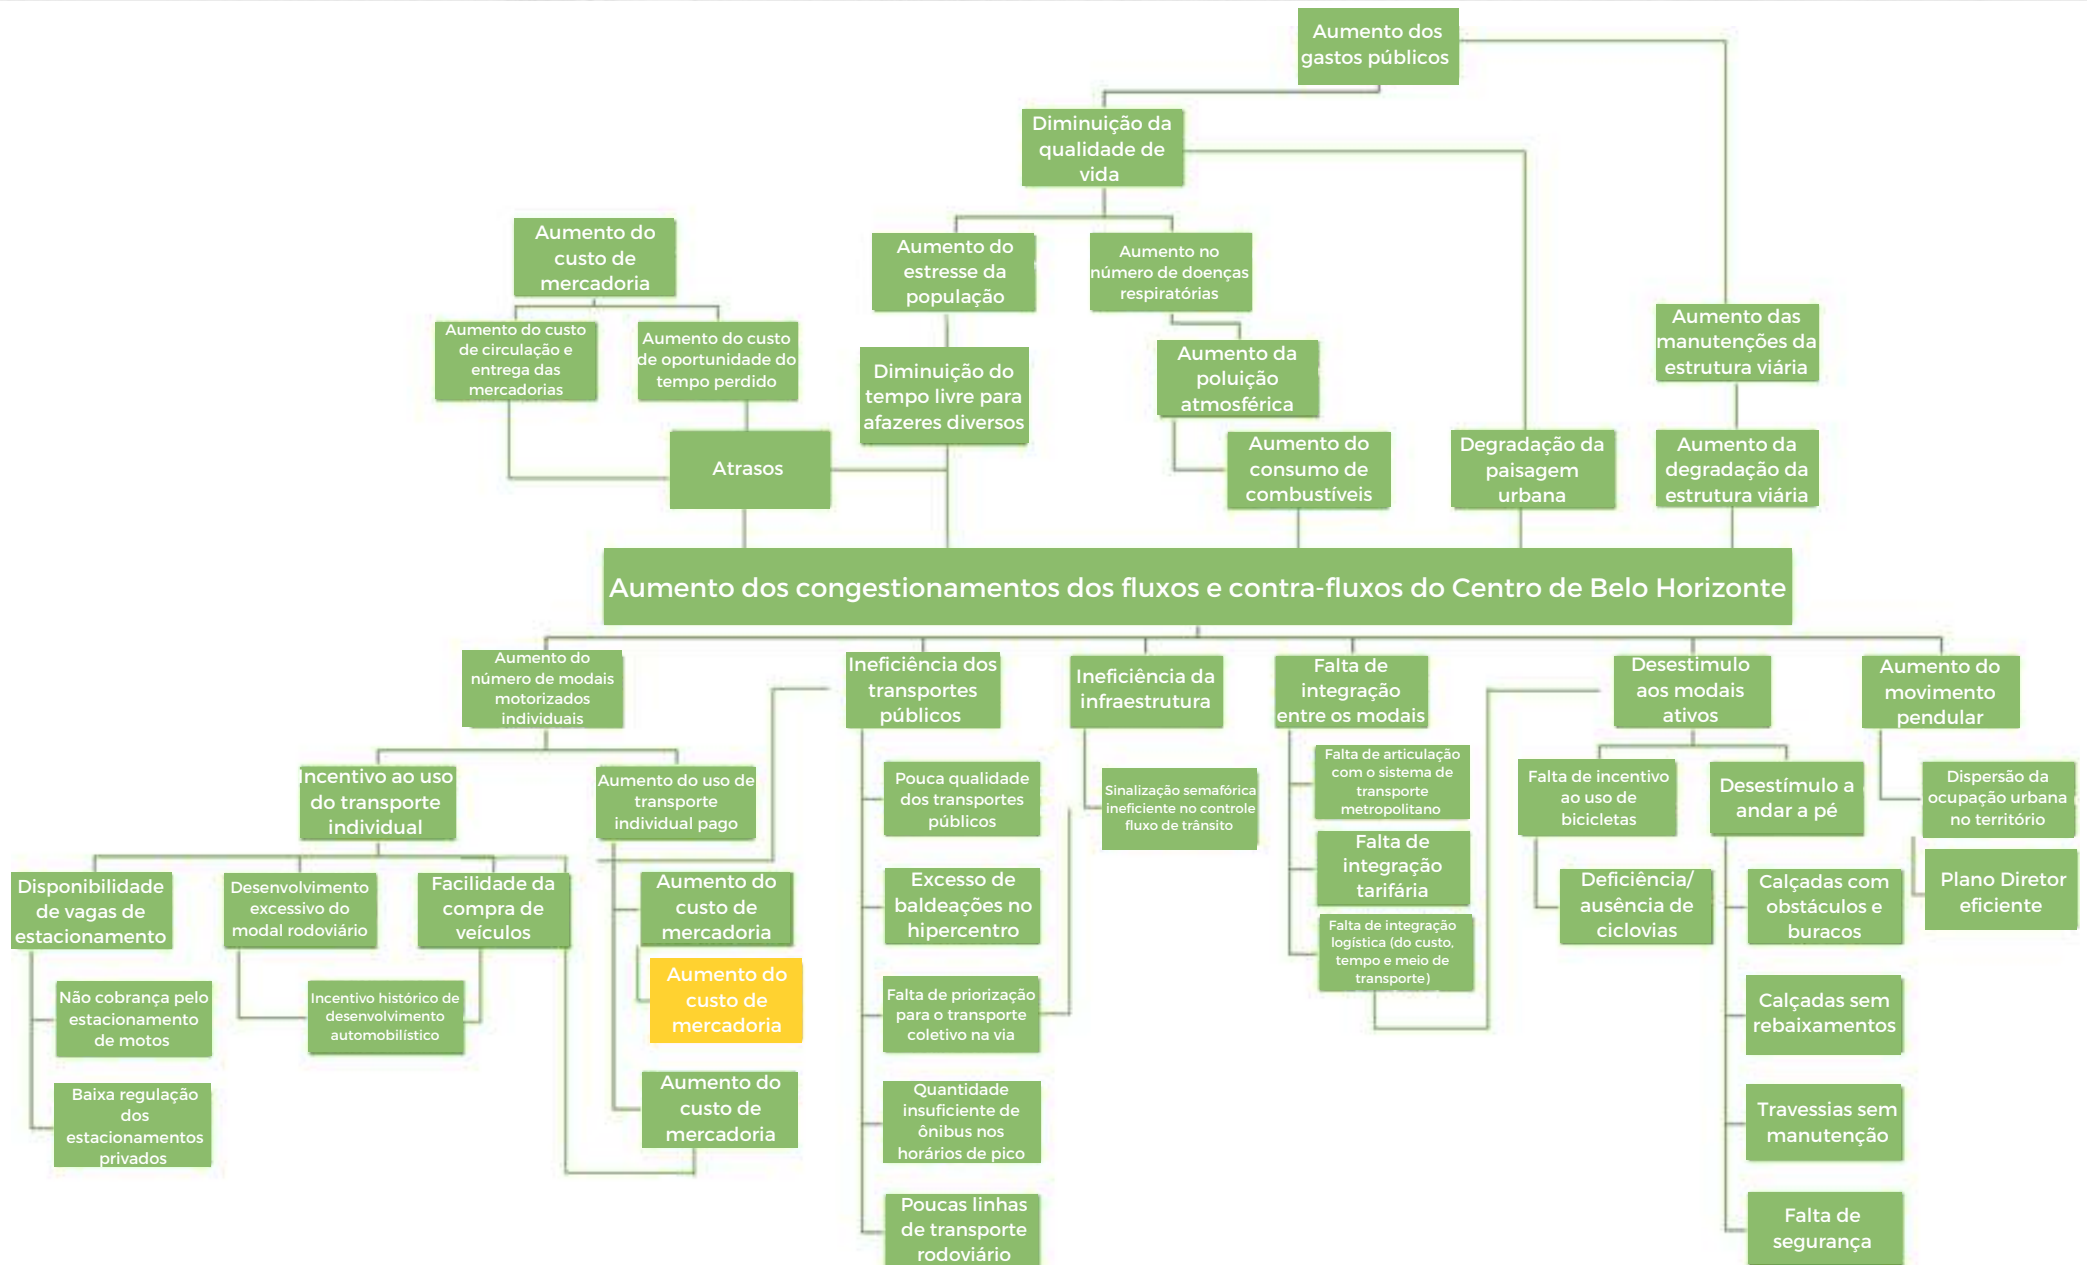 Aumento dos
gastos públicos
Diminuição da
qualidade de
vida
Aumento do
custo de
mercadoria
Aumento do
estresse da
população
Aumento no
número de doenças
respiratórias
Aumento do custo
de circulação e
entrega das
mercadorias
Aumento do custo
de oportunidade do
tempo perdido
Diminuição do
tempo livre para
afazeres diversos
Aumento da
poluição
atmosférica
Aumento das
manutenções da
estrutura viária
Atrasos
Aumento do
consumo de
combustíveis
Degradação da
paisagem
urbana
Aumento da
degradação da
estrutura viária
Aumento dos congestionamentos dos fluxos e contra-fluxos do Centro de Belo Horizonte
Aumento do
número de modais
motorizados
individuais
Ineficiência dos
transportes
públicos
Ineficiência da
infraestrutura
Falta de
integração
entre os modais
Desestimulo
aos modais
ativos
Aumento do
movimento
pendular
Incentivo ao uso
do transporte
individual
Aumento do uso de
transporte
individual pago
Pouca qualidade
dos transportes
públicos
Sinalização semafórica
ineficiente no controle
fluxo de trânsito
Falta de articulação
com o sistema de
transporte
metropolitano
Falta de incentivo
ao uso de
bicicletas
Desestímulo a
andar a pé
Dispersão da
ocupação urbana
no território
Disponibilidade
de vagas de
estacionamento
Desenvolvimento
excessivo do
modal rodoviário
Facilidade da
compra de
veículos
Aumento do
custo de
mercadoria
Excesso de
baldeações no
hipercentro
Falta de
integração
tarifária
Deficiência/
ausência de
ciclovias
Calçadas com
obstáculos e
buracos
Plano Diretor
eficiente
Não cobrança pelo
estacionamento
de motos
Incentivo histórico de
desenvolvimento
automobilístico
Aumento do
custo de
mercadoria
Falta de priorização
para o transporte
coletivo na via
Falta de integração
logística (do custo,
tempo e meio de
transporte)
Calçadas sem
rebaixamentos
Baixa regulação
dos
estacionamentos
privados
Aumento do
custo de
mercadoria
Quantidade
insuficiente de
ônibus nos
horários de pico
Travessias sem
manutenção
Poucas linhas
de transporte
rodoviário
Falta de
segurança